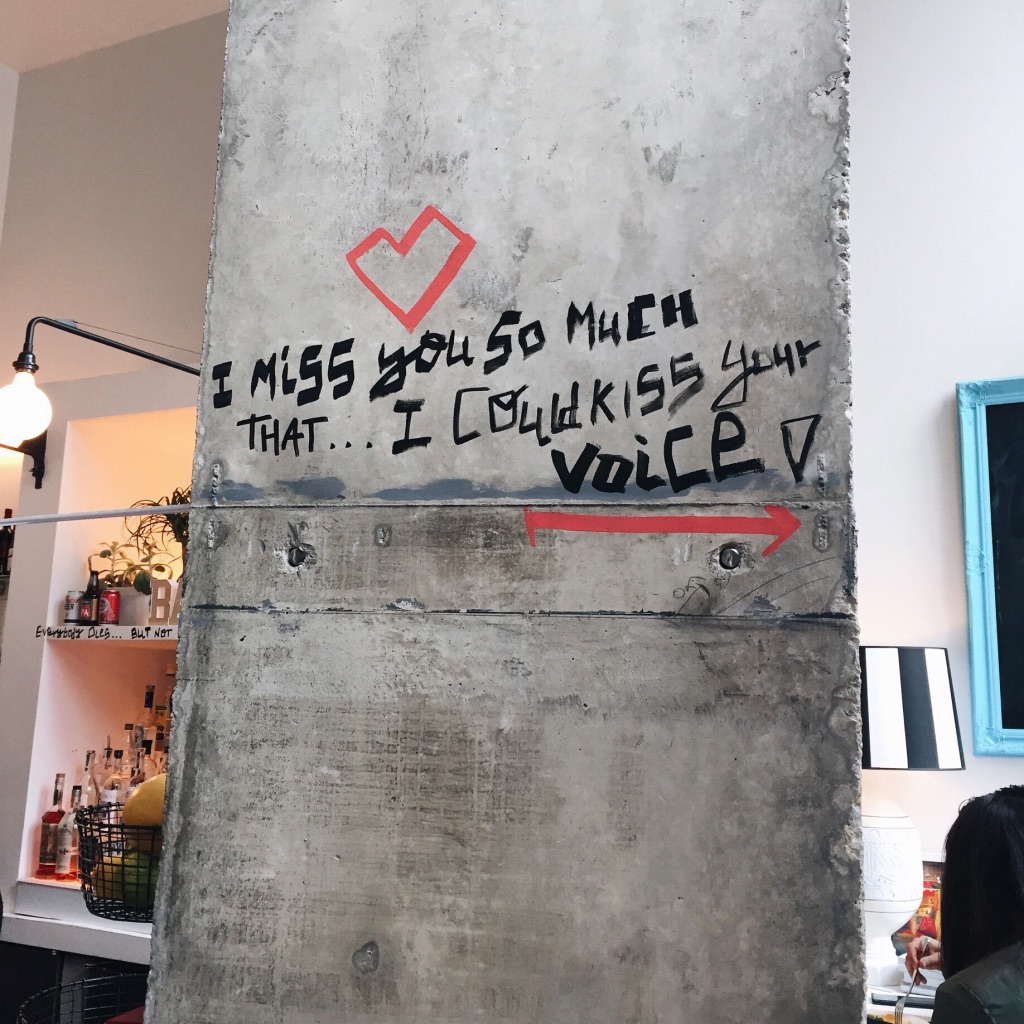 I MiSS yOu SO MuCH
THAT... I COuld KiSS your
VOiCE
BA
EvErybody Dies... BuT NOT